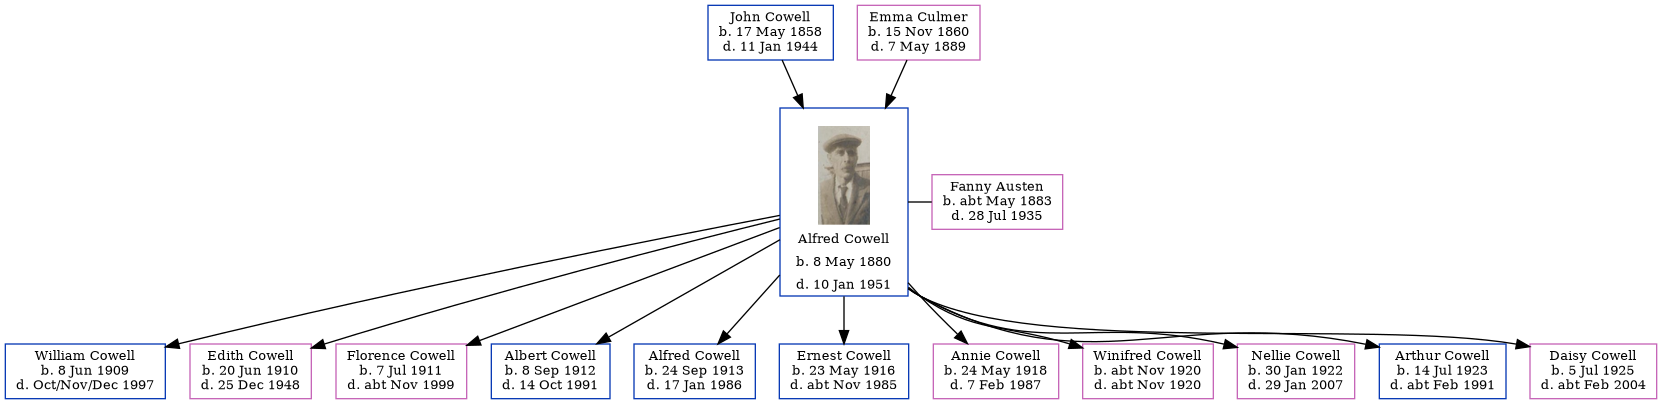 John Cowell
b. 17 May 1858
d. 11 Jan 1944
Emma Culmer
b. 15 Nov 1860
d. 7 May 1889
Alfred Cowell
b. 8 May 1880
d. 10 Jan 1951
Fanny Austen
b. abt May 1883
d. 28 Jul 1935
William Cowell
b. 8 Jun 1909
d. Oct/Nov/Dec 1997
Edith Cowell
b. 20 Jun 1910
d. 25 Dec 1948
Florence Cowell
b. 7 Jul 1911
d. abt Nov 1999
Albert Cowell
b. 8 Sep 1912
d. 14 Oct 1991
Alfred Cowell
b. 24 Sep 1913
d. 17 Jan 1986
Ernest Cowell
b. 23 May 1916
d. abt Nov 1985
Annie Cowell
b. 24 May 1918
d. 7 Feb 1987
Winifred Cowell
b. abt Nov 1920
d. abt Nov 1920
Nellie Cowell
b. 30 Jan 1922
d. 29 Jan 2007
Arthur Cowell
b. 14 Jul 1923
d. abt Feb 1991
Daisy Cowell
b. 5 Jul 1925
d. abt Feb 2004